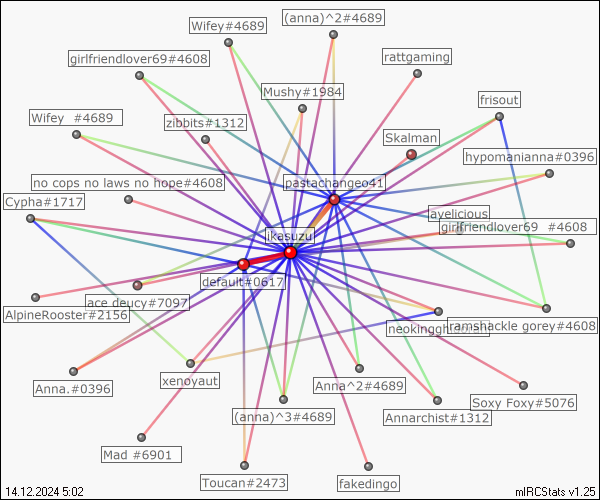 (anna)^2#4689
Wifey#4689
rattgaming
girlfriendlover69#4608
Mushy#1984
frisout
Wifey #4689
zibbits#1312
Skalman
hypomanianna#0396
no cops no laws no hope#4608
pastachangeo41
Cypha#1717
ayelicious
girlfriendlover69 #4608
ikasuzu
default#0617
ace deucy#7097
AlpineRooster#2156
ramshackle gorey#4608
xenoyaut
Anna.#0396
Anna^2#4689
Soxy Foxy#5076
(anna)^3#4689
Annarchist#1312
Mad #6901
Toucan#2473
fakedingo
14.12.2024 5:02
mIRCStats v1.25